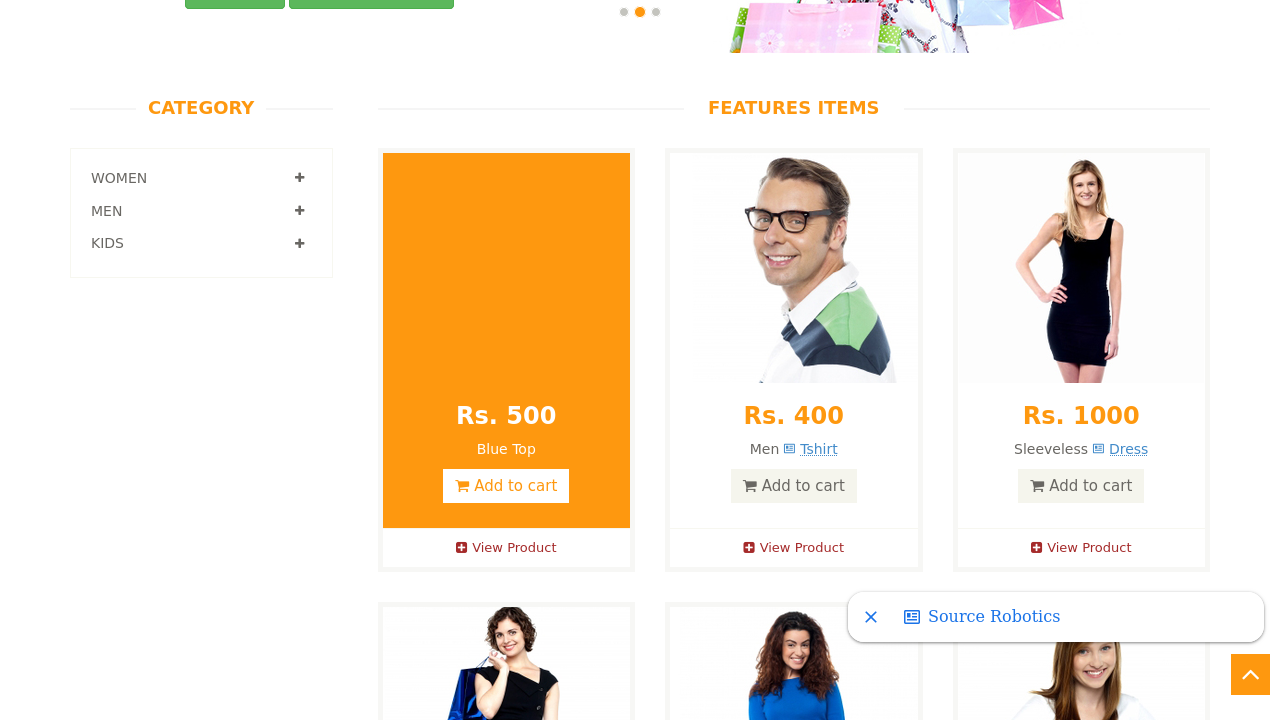 CATEGORY
WOMEN
MEN
KIDS
FEATURES ITEMS
Rs. 500
Blue Top
Add to cart
View Product
Rs. 400
Men Tshirt
Add to cart
View Product
Rs. 1000
Sleeveless Dress
Add to cart
View Product
Source Robotics